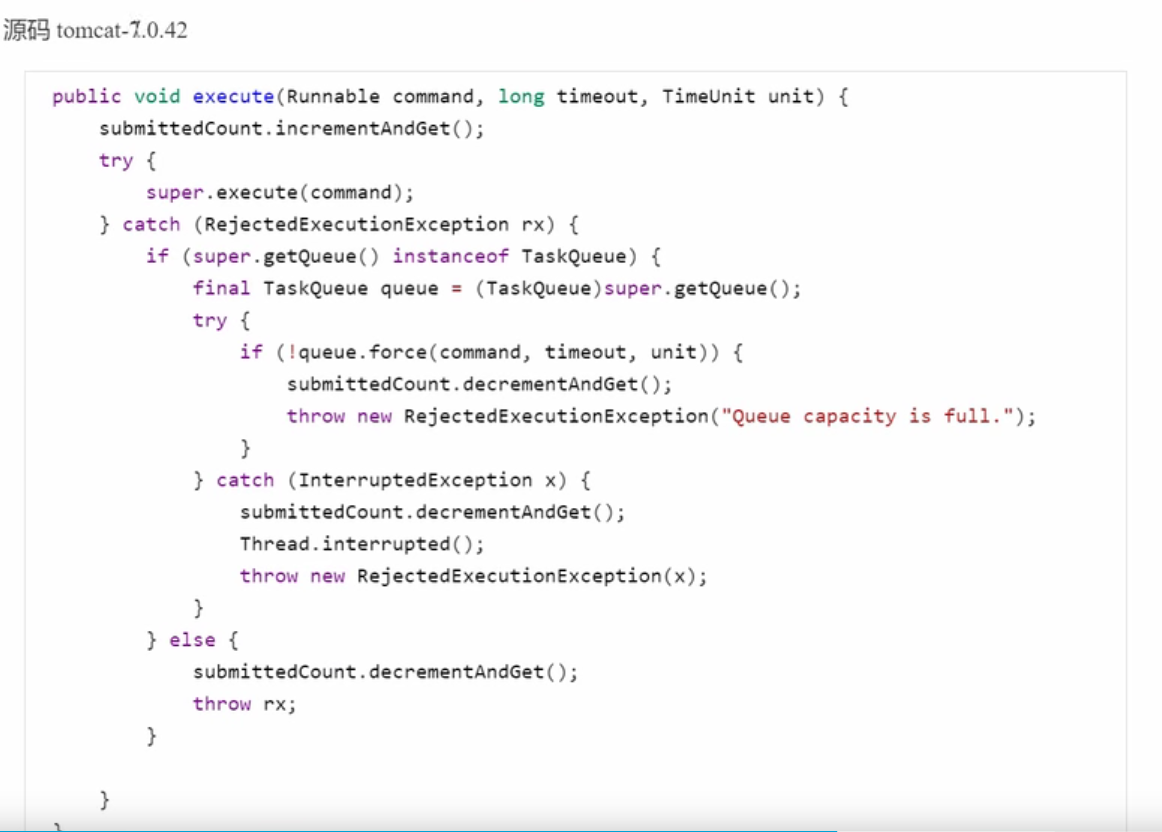 源码 tomcat-7.0.42
public void execute(Runnable command, long timeout, TimeUnit unit) {
    submittedCount.incrementAndGet();
    try {
        super.execute(command);
    } catch (RejectedExecutionException rx) {
        if (super.getQueue() instanceof TaskQueue) {
            final TaskQueue queue = (TaskQueue)super.getQueue();
            try {
                if (!queue.force(command, timeout, unit)) {
                    submittedCount.decrementAndGet();
                    throw new RejectedExecutionException("Queue capacity is full.");
                }
            } catch (InterruptedException x) {
                submittedCount.decrementAndGet();
                Thread.interrupted();
                throw new RejectedExecutionException(x);
            }
        } else {
            submittedCount.decrementAndGet();
            throw rx;
        }

    }
}